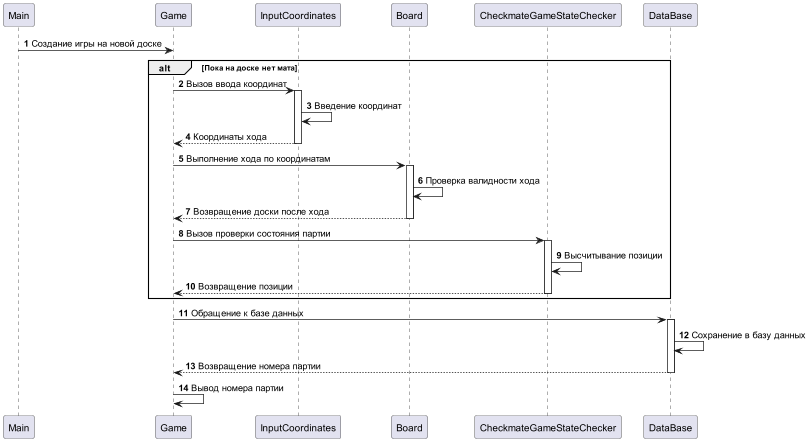 Main Game InputCoordinates Board CheckmateGameStateChecker DataBase
1 Создание игры на новой доске
alt [Пока на доске нет мата]
2 Вызов ввода координат
3 Введение координат
4 Координаты хода
5 Выполнение хода по координатам
6 Проверка валидности хода
7 Возвращение доски после хода
8 Вызов проверки состояния партии
9 Высчитывание позиции
10 Возвращение позиции
11 Обращение к базе данных
12 Сохранение в базу данных
13 Возвращение номера партии
14 Вывод номера партии
Main Game InputCoordinates Board CheckmateGameStateChecker DataBase